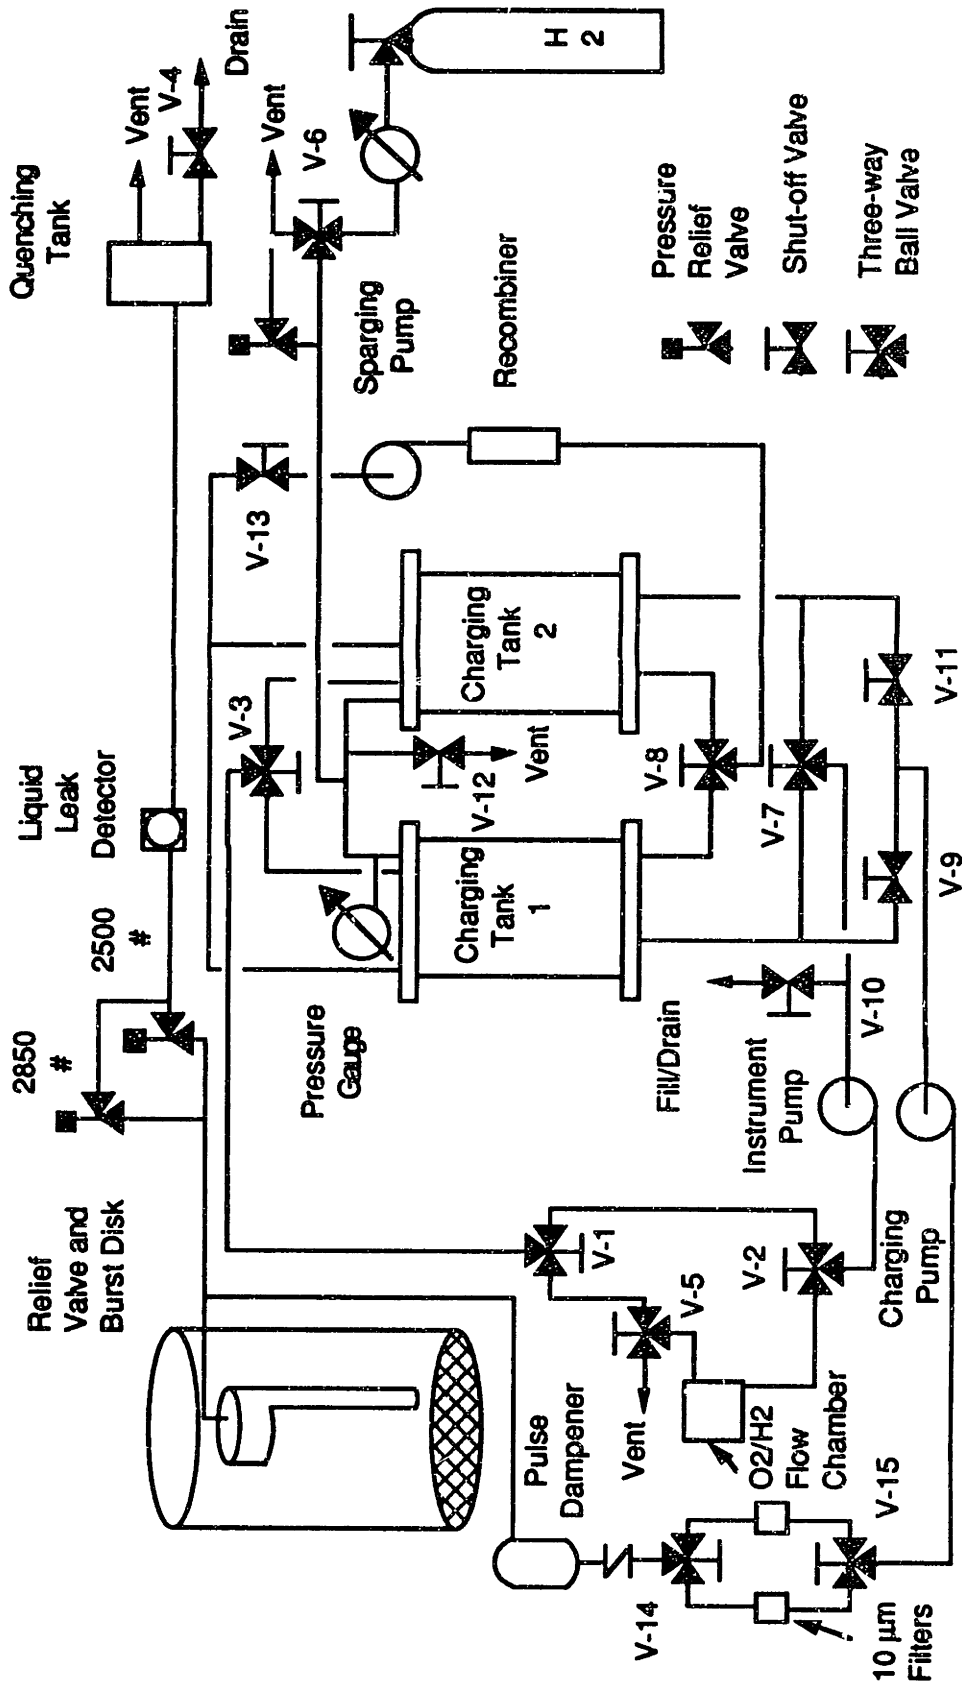 Relief
Valve and
Burst Disk
2850
#
2500
#
Liquid
Leak
Detector
Quenching
Tank
Vent
V-4
Drain
Vent
V-6
H
2
Pressure
Gauge
V-3
V-13
Sparging
Pump
Recombiner
Charging
Tank
1
Charging
Tank
2
V-12
Vent
V-8
V-7
V-9
V-11
Fill/Drain
V-10
Instrument
Pump
Charging
Pump
V-1
V-2
V-5
Vent
O2/H2
Flow
Chamber
Pulse
Dampener
V-14
V-15
10 µm
Filters
Pressure
Relief
Valve
Shut-off Valve
Three-way
Ball Valve